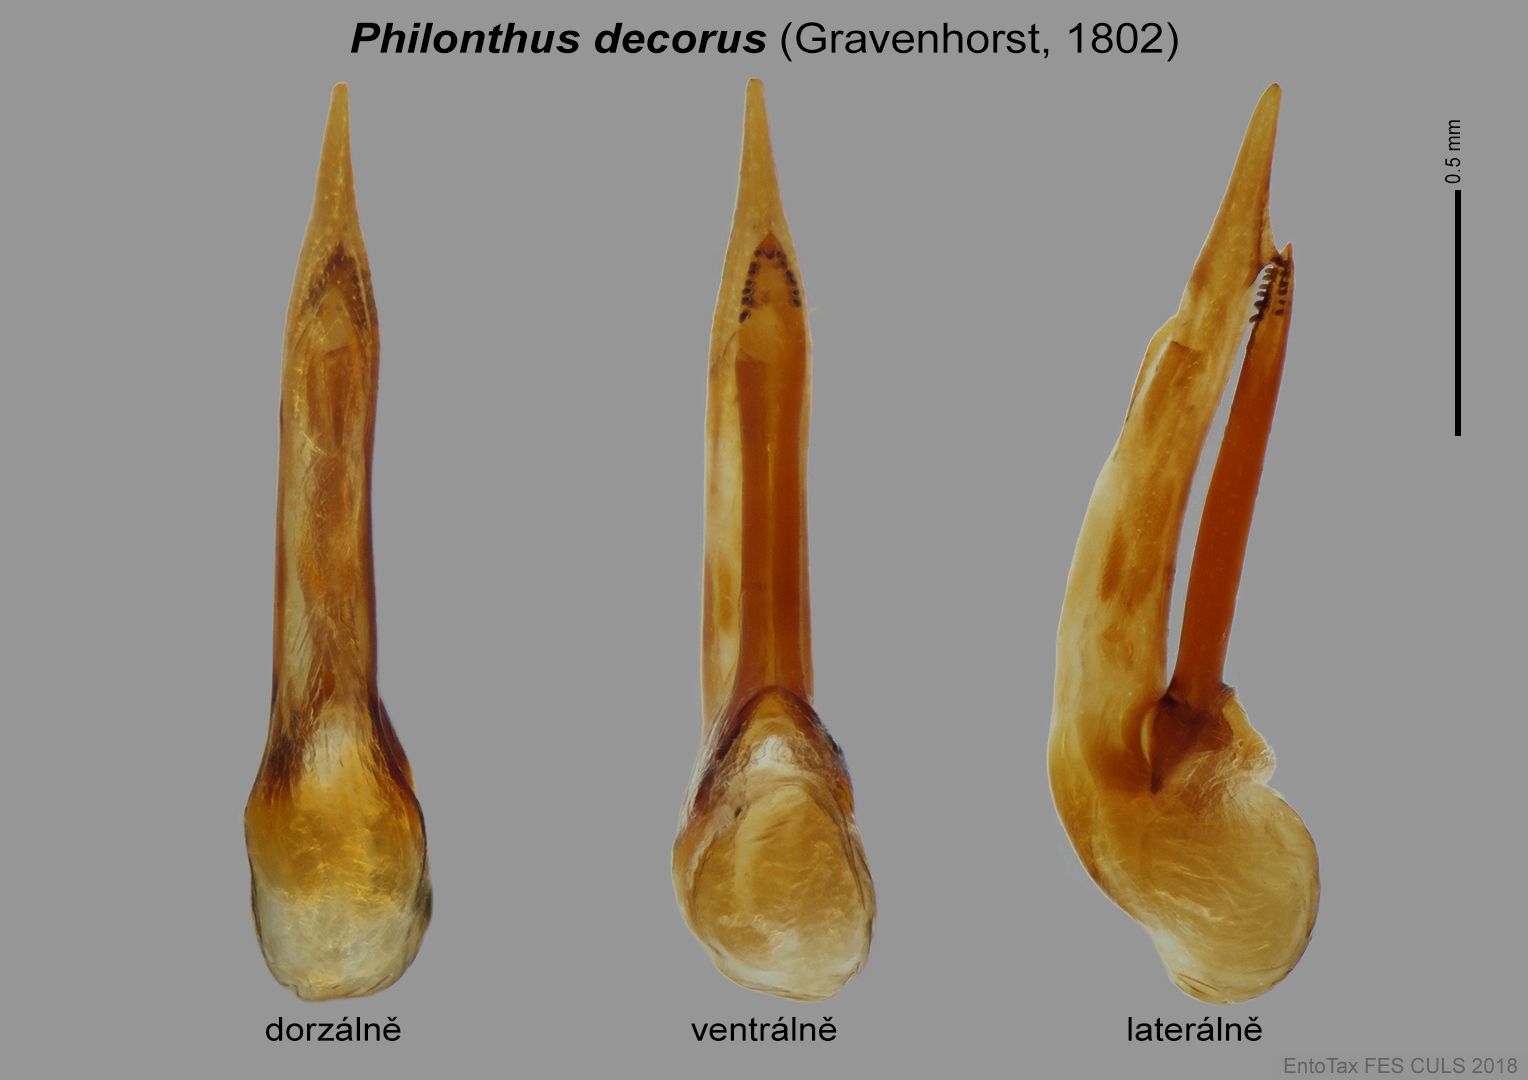 Philonthus decorus (Gravenhorst, 1802)
0.5 mm
dorzálně
ventrálně
laterálně
EntoTax FES CULS 2018